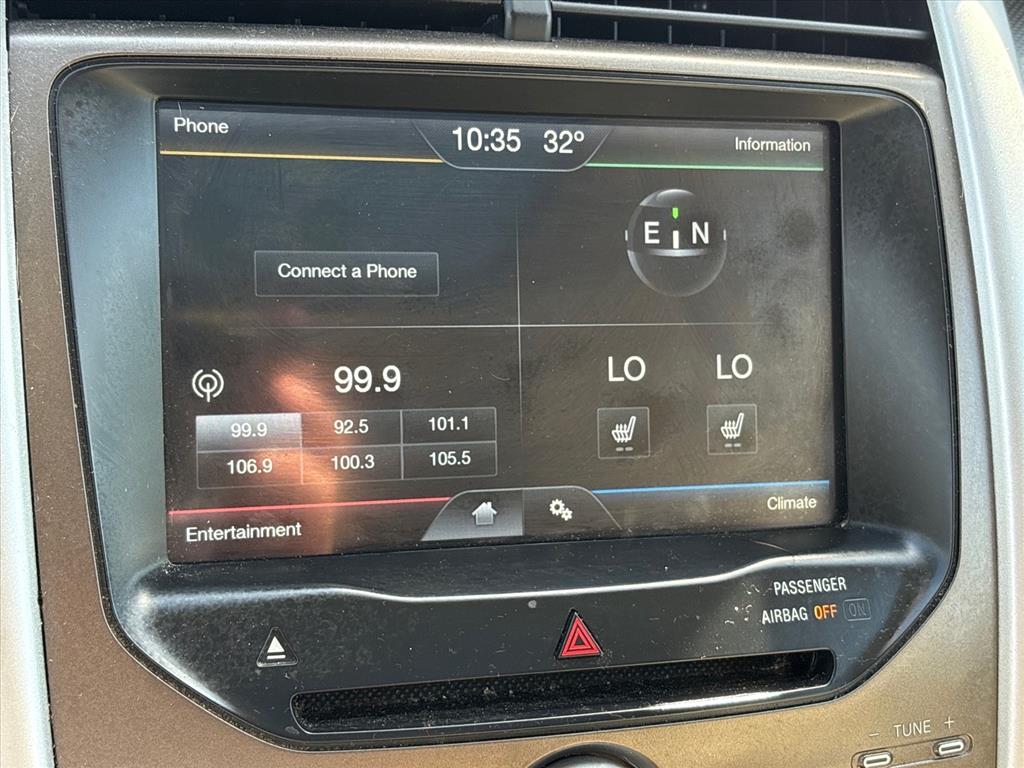 Phone
10:35 32°
Information
E N
Connect a Phone
99.9
LO LO
99.9 92.5 101.1
106.9 100.3 105.5
Entertainment
Climate
PASSENGER
AIRBAG OFF ON
- TUNE +